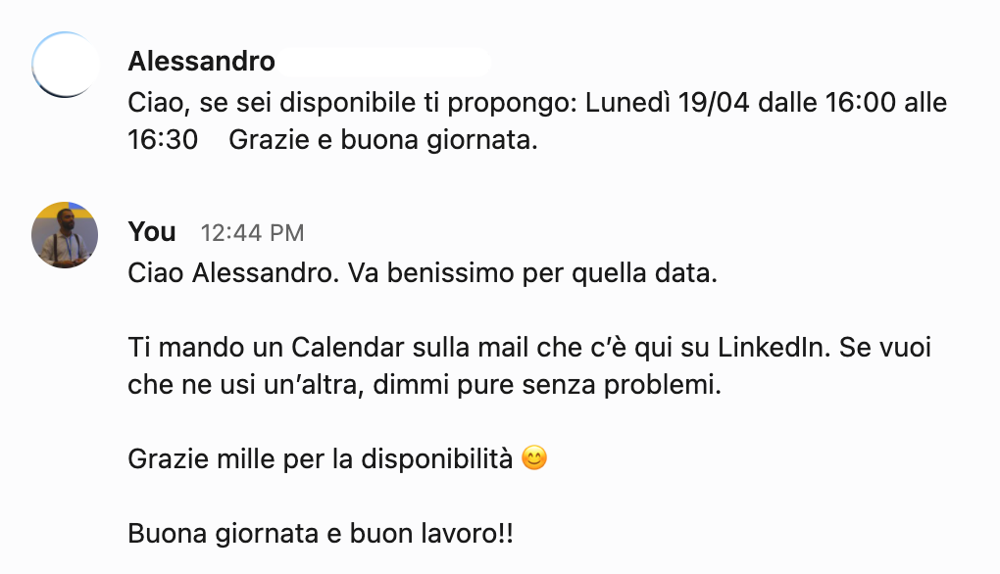 Alessandro
Ciao, se sei disponibile ti propongo: Lunedì 19/04 dalle 16:00 alle
16:30    Grazie e buona giornata.
You 12:44 PM
Ciao Alessandro. Va benissimo per quella data.
Ti mando un Calendar sulla mail che c’è qui su LinkedIn. Se vuoi
che ne usi un’altra, dimmi pure senza problemi.
Grazie mille per la disponibilità 😊
Buona giornata e buon lavoro!!